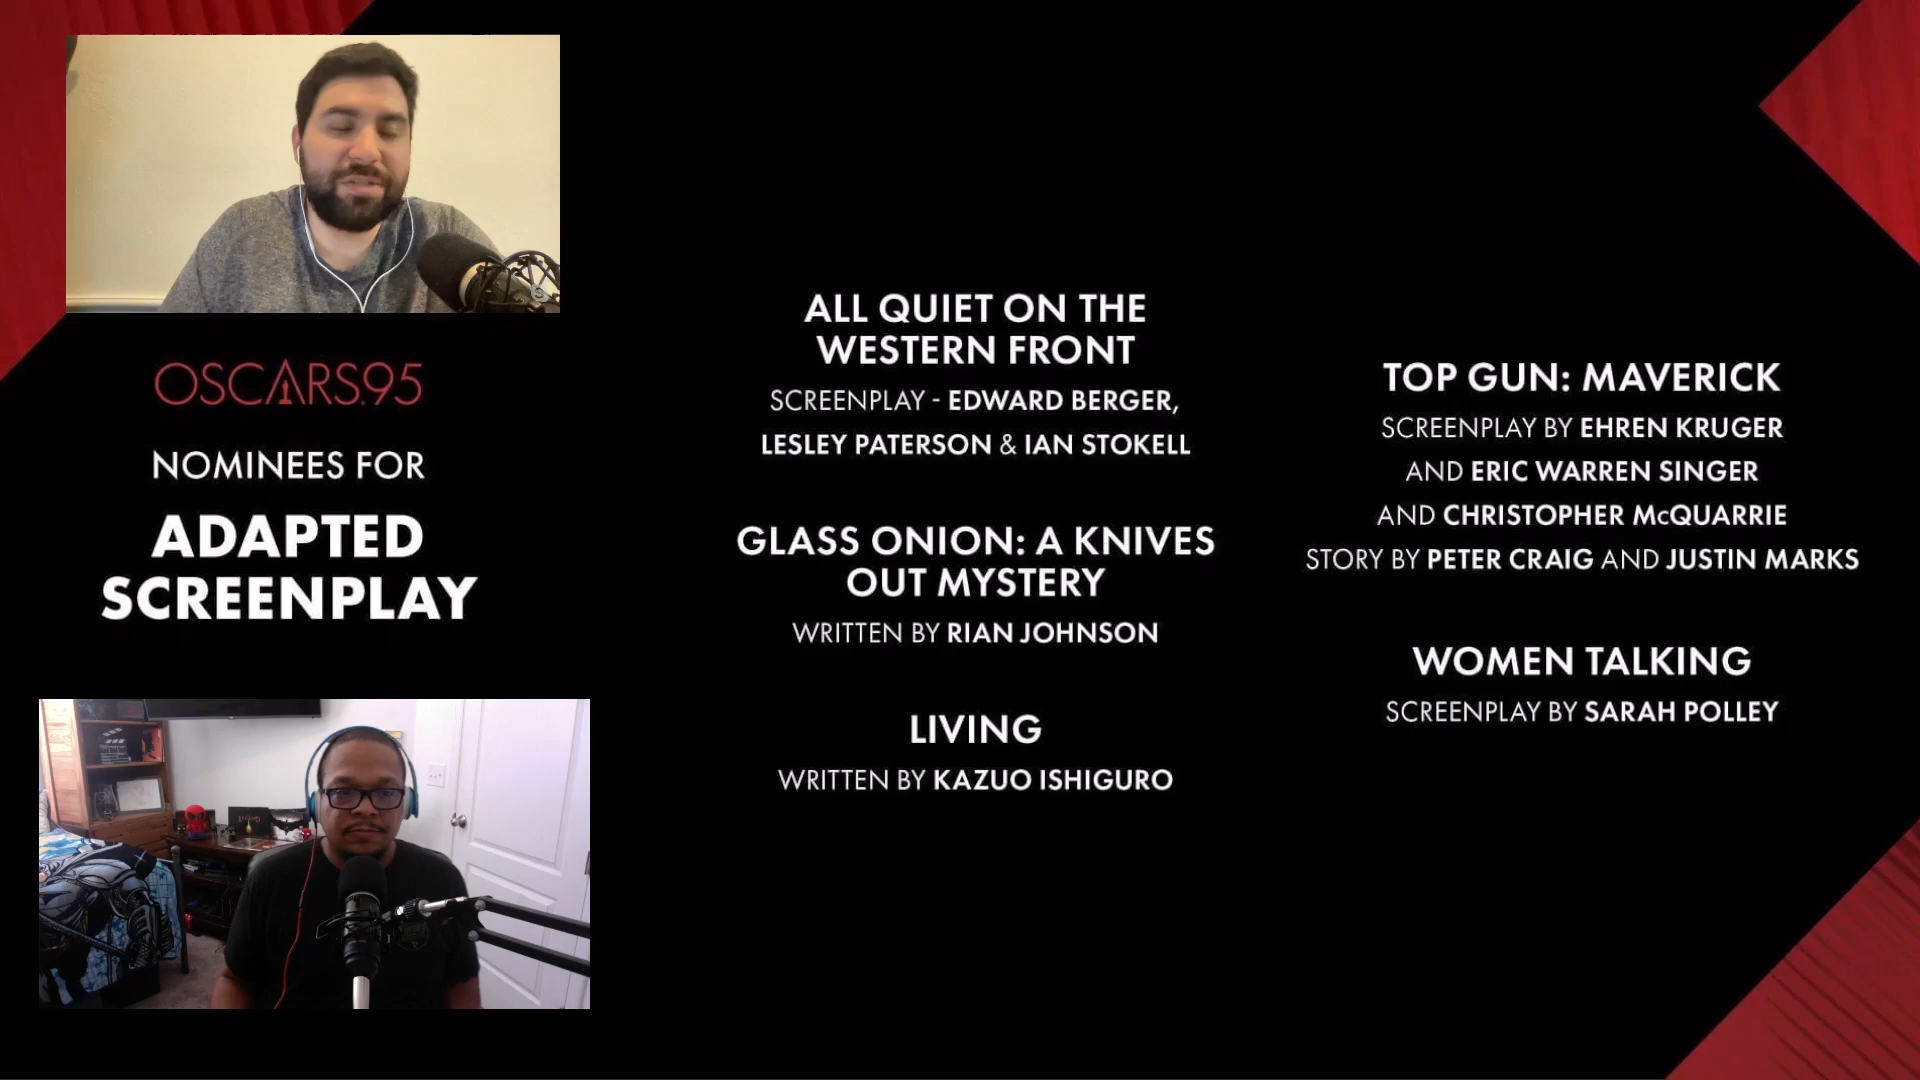 OSCARS.95
NOMINEES FOR
ADAPTED
SCREENPLAY
ALL QUIET ON THE
WESTERN FRONT
SCREENPLAY - EDWARD BERGER,
LESLEY PATERSON & IAN STOKELL
GLASS ONION: A KNIVES
OUT MYSTERY
WRITTEN BY RIAN JOHNSON
LIVING
WRITTEN BY KAZUO ISHIGURO
TOP GUN: MAVERICK
SCREENPLAY BY EHREN KRUGER
AND ERIC WARREN SINGER
AND CHRISTOPHER McQUARRIE
STORY BY PETER CRAIG AND JUSTIN MARKS
WOMEN TALKING
SCREENPLAY BY SARAH POLLEY